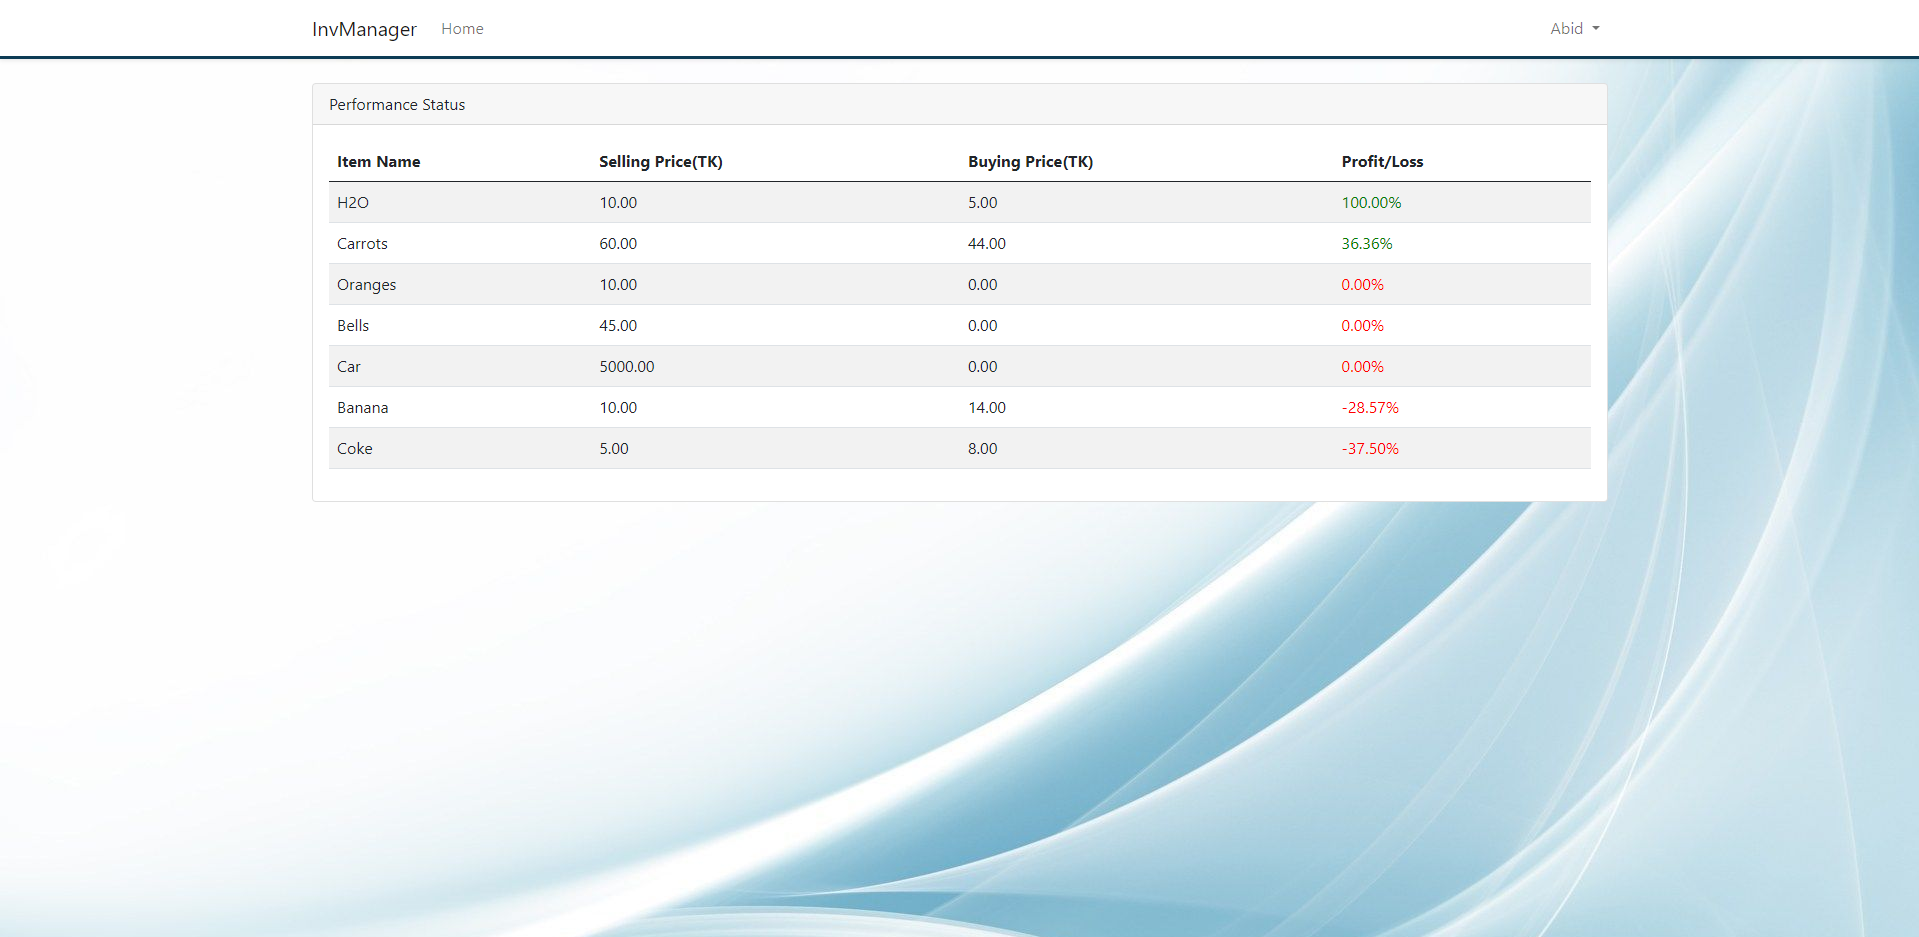 InvManager Home Abid
Performance Status
Item Name Selling Price(TK) Buying Price(TK) Profit/Loss
H2O 10.00 5.00 100.00%
Carrots 60.00 44.00 36.36%
Oranges 10.00 0.00 0.00%
Bells 45.00 0.00 0.00%
Car 5000.00 0.00 0.00%
Banana 10.00 14.00 -28.57%
Coke 5.00 8.00 -37.50%